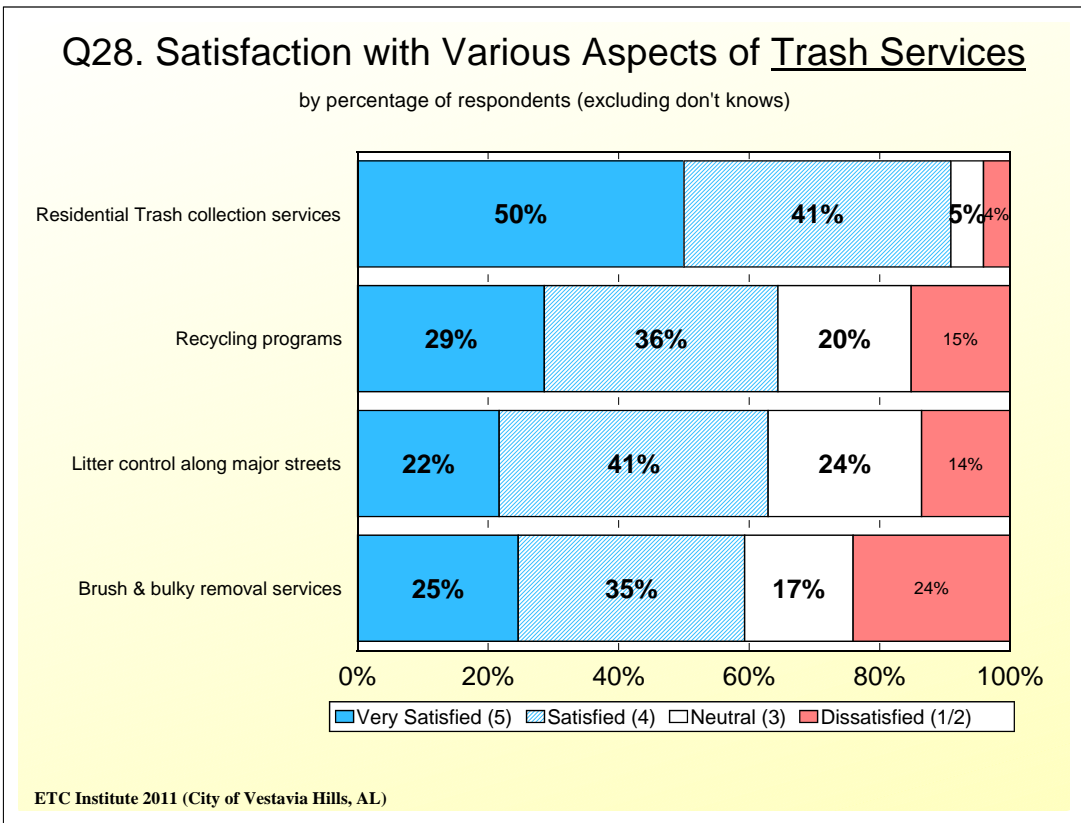 Q28. Satisfaction with Various Aspects of Trash Services
by percentage of respondents (excluding don't knows)
Residential Trash collection services
50% 41% 5% 4%
Recycling programs
29% 36% 20% 15%
Litter control along major streets
22% 41% 24% 14%
Brush & bulky removal services
25% 35% 17% 24%
0% 20% 40% 60% 80% 100%
Very Satisfied (5) Satisfied (4) Neutral (3) Dissatisfied (1/2)
ETC Institute 2011 (City of Vestavia Hills, AL)